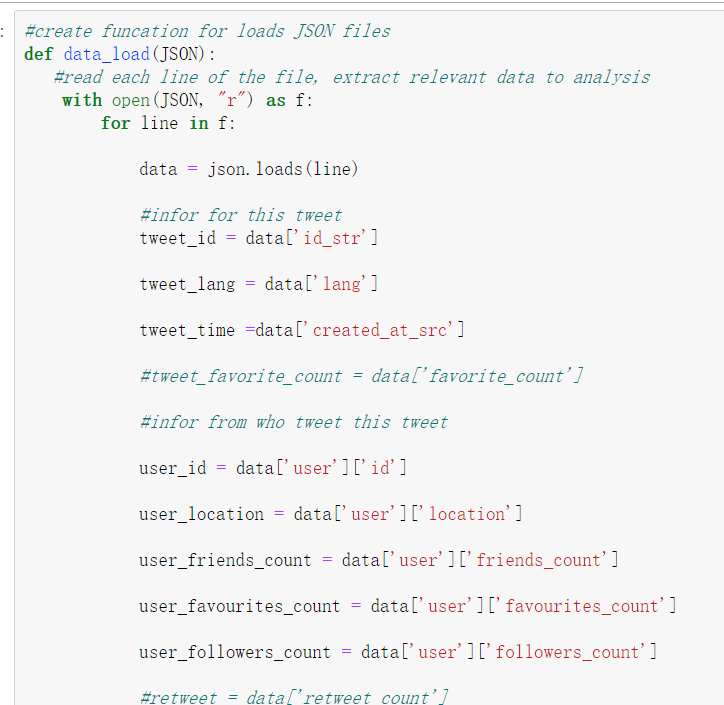 :
#create funcation for loads JSON files
def data_load(JSON):
#read each line of the file, extract relevant data to analysis
with open(JSON, "r") as f:
for line in f:
data = json.loads(line)
#infor for this tweet
tweet_id = data['id_str']
tweet_lang = data['lang']
tweet_time =data['created_at_src']
#tweet_favorite_count = data['favorite_count']
#infor from who tweet this tweet
user_id = data['user']['id']
user_location = data['user']['location']
user_friends_count = data['user']['friends_count']
user_favourites_count = data['user']['favourites_count']
user_followers_count = data['user']['followers_count']
#retweet = data['retweet_count']